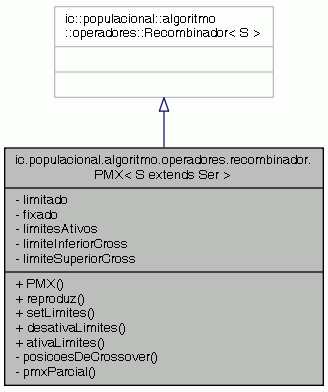 ic::populacional::algoritmo
::operadores::Recombinador< S >
ic.populacional.algoritmo.operadores.recombinador.
PMX< S extends Ser >
- limitado
- fixado
- limitesAtivos
- limiteInferiorCross
- limiteSuperiorCross
+ PMX()
+ reproduz()
+ setLimites()
+ desativaLimites()
+ ativaLimites()
- posicoesDeCrossover()
- pmxParcial()